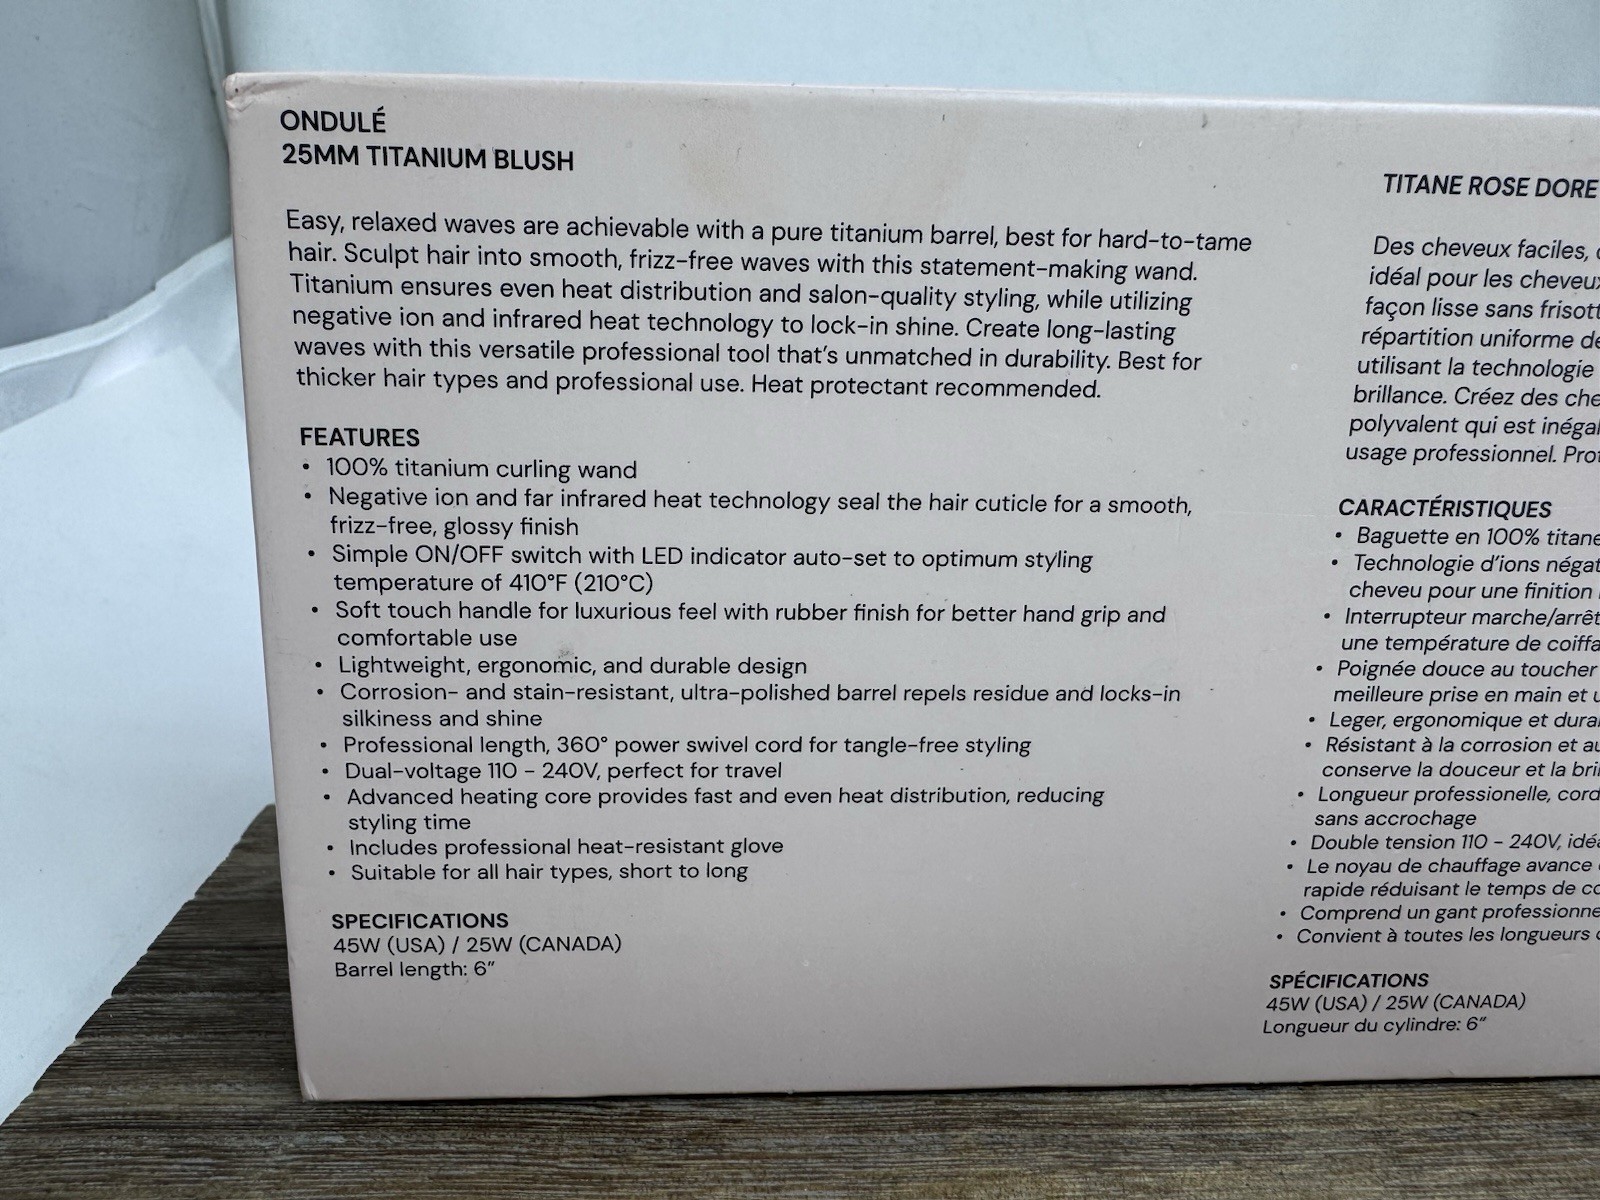 ONDULÉ
25MM TITANIUM BLUSH
Easy, relaxed waves are achievable with a pure titanium barrel, best for hard-to-tame
hair. Sculpt hair into smooth, frizz-free waves with this statement-making wand.
Titanium ensures even heat distribution and salon-quality styling, while utilizing
negative ion and infrared heat technology to lock-in shine. Create long-lasting
waves with this versatile professional tool that's unmatched in durability. Best for
thicker hair types and professional use. Heat protectant recommended.
FEATURES
• 100% titanium curling wand
• Negative ion and far infrared heat technology seal the hair cuticle for a smooth,
frizz-free, glossy finish
• Simple ON/OFF switch with LED indicator auto-set to optimum styling
temperature of 410°F (210°C)
• Soft touch handle for luxurious feel with rubber finish for better hand grip and
comfortable use
• Lightweight, ergonomic, and durable design
• Corrosion- and stain-resistant, ultra-polished barrel repels residue and locks-in
silkiness and shine
• Professional length, 360° power swivel cord for tangle-free styling
• Dual-voltage 110 - 240V, perfect for travel
• Advanced heating core provides fast and even heat distribution, reducing
styling time
• Includes professional heat-resistant glove
• Suitable for all hair types, short to long
SPECIFICATIONS
45W (USA) / 25W (CANADA)
Barrel length: 6"
TITANE ROSE DORE
Des cheveux faciles,
idéal pour les cheveux
façon lisse sans
répartition uniforme
utilisant la technologie
brillance. Créez des
polyvalent qui est
usage professionnel.
CARACTÉRISTIQUES
• Baguette en 100% titane
• Technologie d'ions
cheveu pour une finition
• Interrupteur marche/arrêt
une température de
• Poignée douce au toucher
meilleure prise en main et
• Leger, ergonomique et
• Résistant à la corrosion et
conserve la douceur et la
• Longueur professionelle,
sans accrochage
• Double tension 110 - 240V,
• Le noyau de chauffage avance
rapide réduisant le temps de
• Comprend un gant
• Convient à toutes les longueurs
SPÉCIFICATIONS
45W (USA) / 25W (CANADA)
Longueur du cylindre: 6"